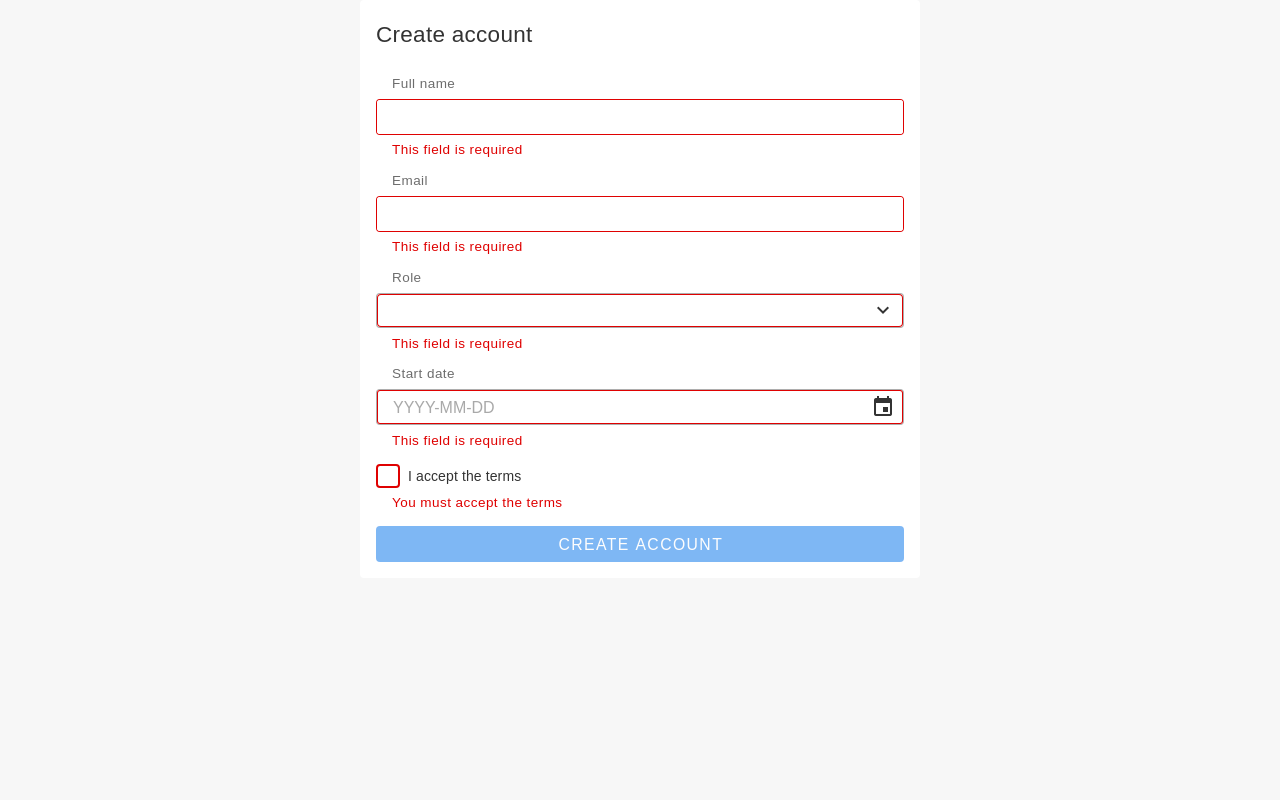 Create account
Full name
This field is required
Email
This field is required
Role
This field is required
Start date
YYYY-MM-DD
This field is required
I accept the terms
You must accept the terms
CREATE ACCOUNT